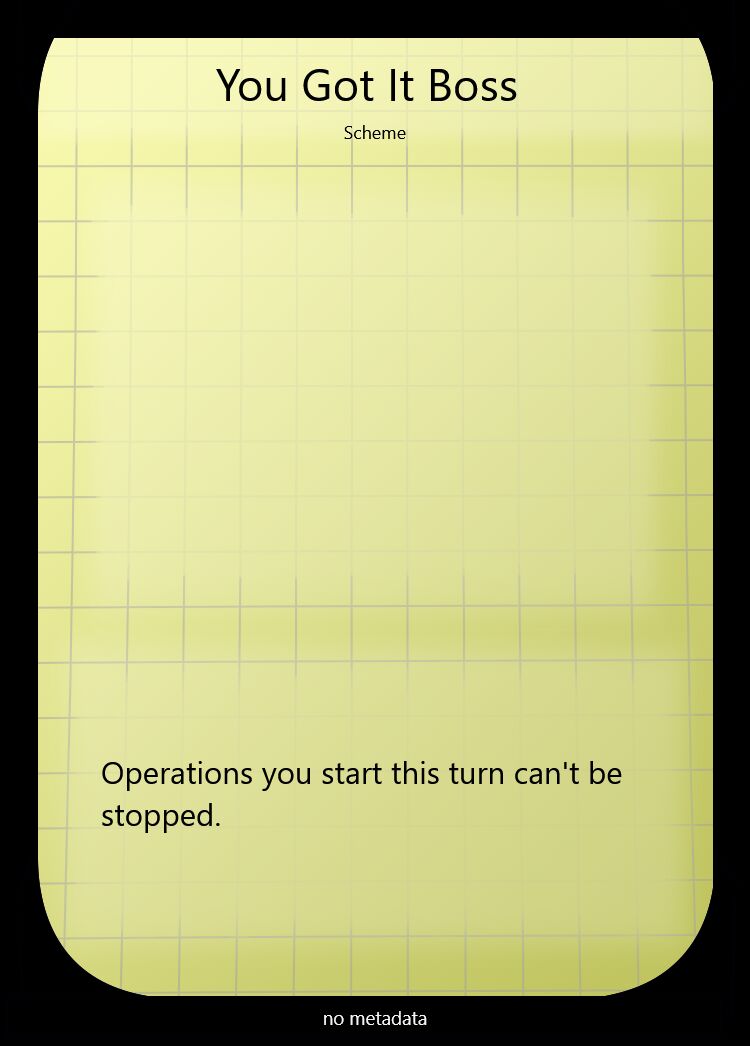 You Got It Boss
Scheme
Operations you start this turn can't be
stopped.
no metadata